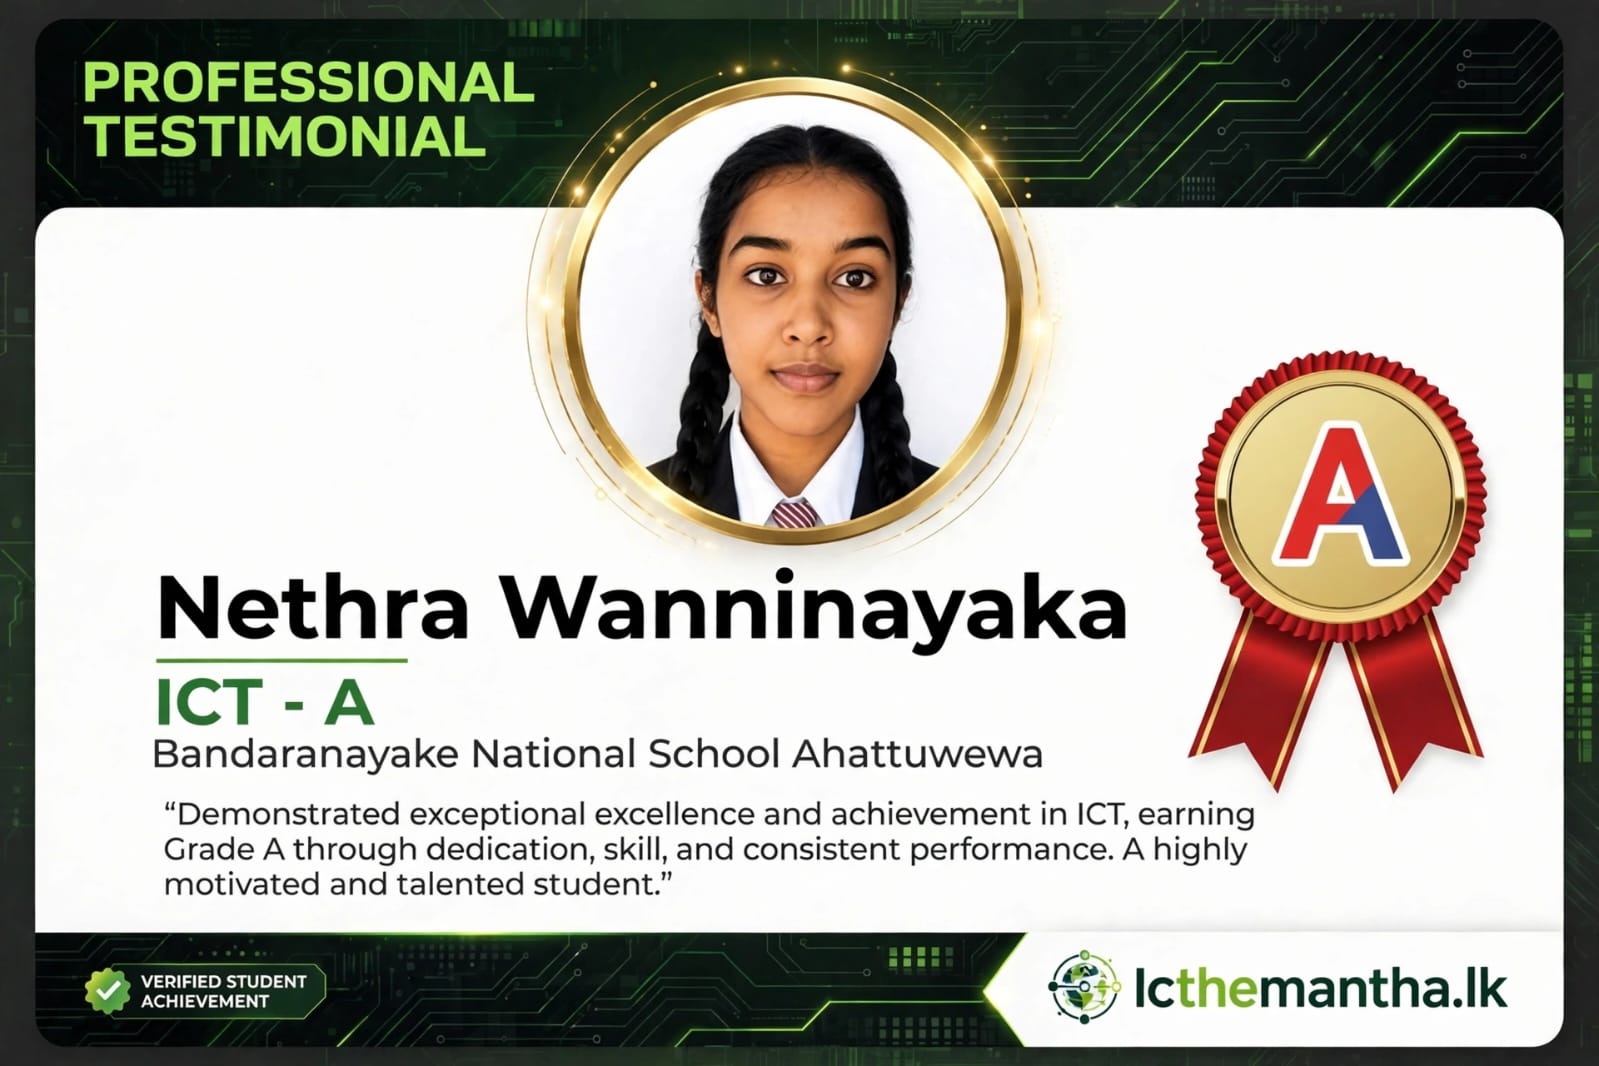 PROFESSIONAL
TESTIMONIAL
A
Nethra Wanninayaka
ICT - A
Bandaranayake National School Ahattuwewa
“Demonstrated exceptional excellence and achievement in ICT, earning
Grade A through dedication, skill, and consistent performance. A highly
motivated and talented student.”
VERIFIED STUDENT
ACHIEVEMENT
Icthemantha.lk